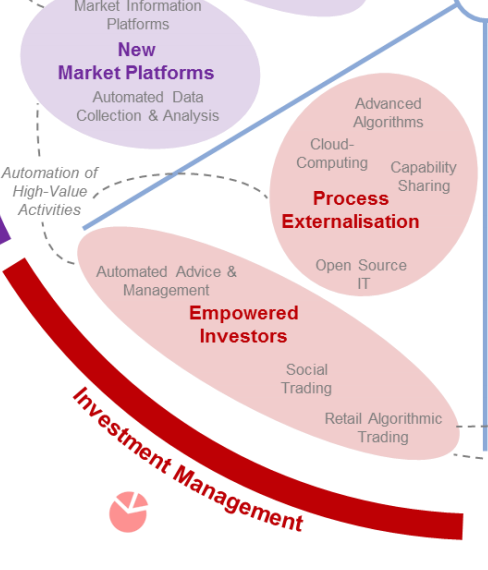 Market Information
Platforms
New
Market Platforms
Automated Data
Collection & Analysis
Advanced
Algorithms
Cloud-
Computing
Capability
Sharing
Process
Externalisation
Open Source
IT
Automation of
High-Value
Activities
Automated Advice &
Management
Empowered
Investors
Social
Trading
Retail Algorithmic
Trading
Investment Management